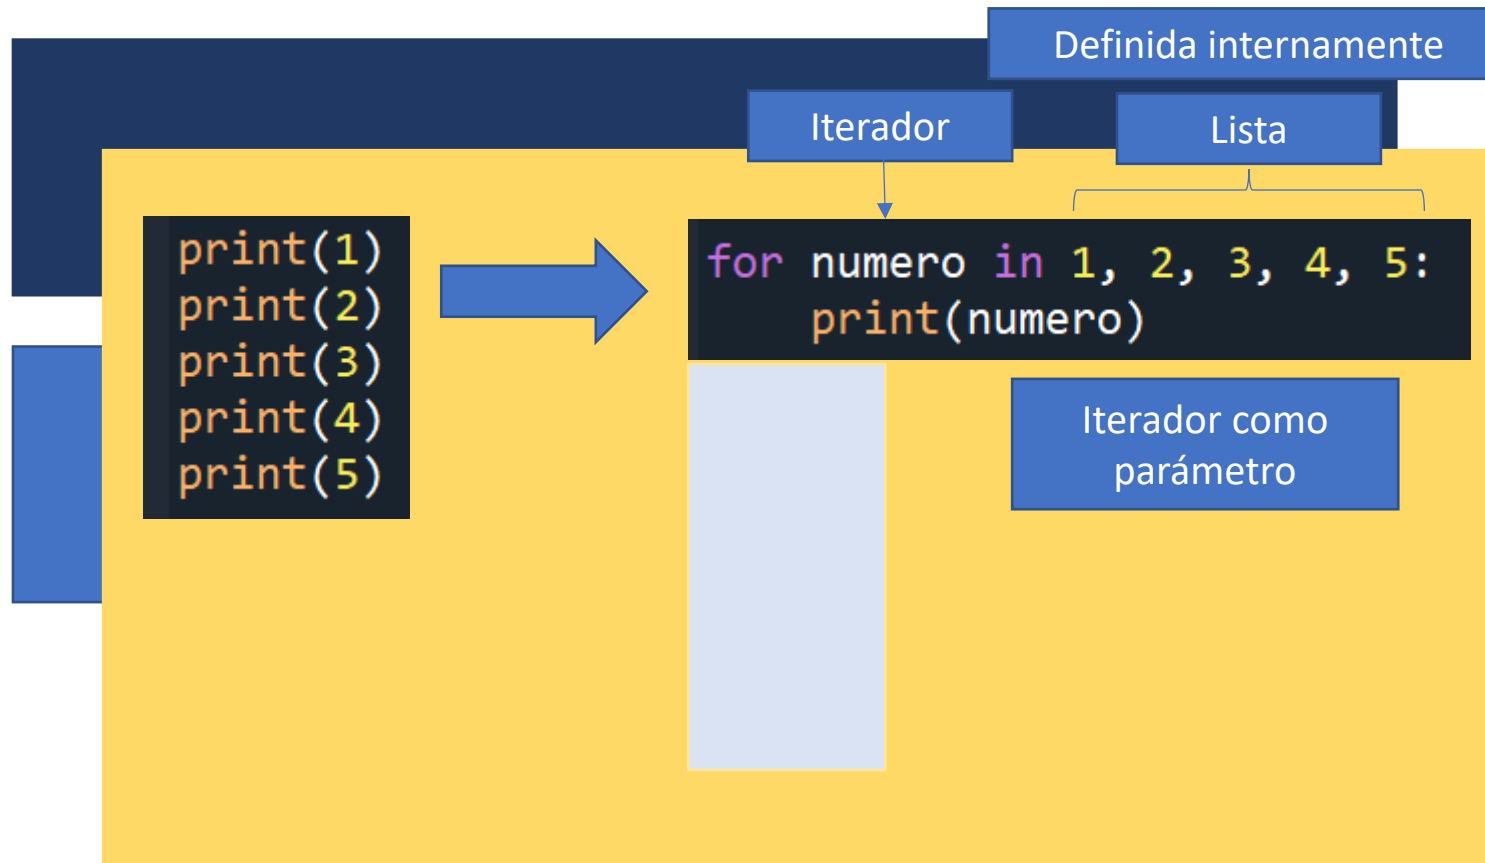 Definida internamente
Iterador
Lista
print(1)
print(2)
print(3)
print(4)
print(5)
for numero in 1, 2, 3, 4, 5:
    print(numero)
Iterador como
parámetro